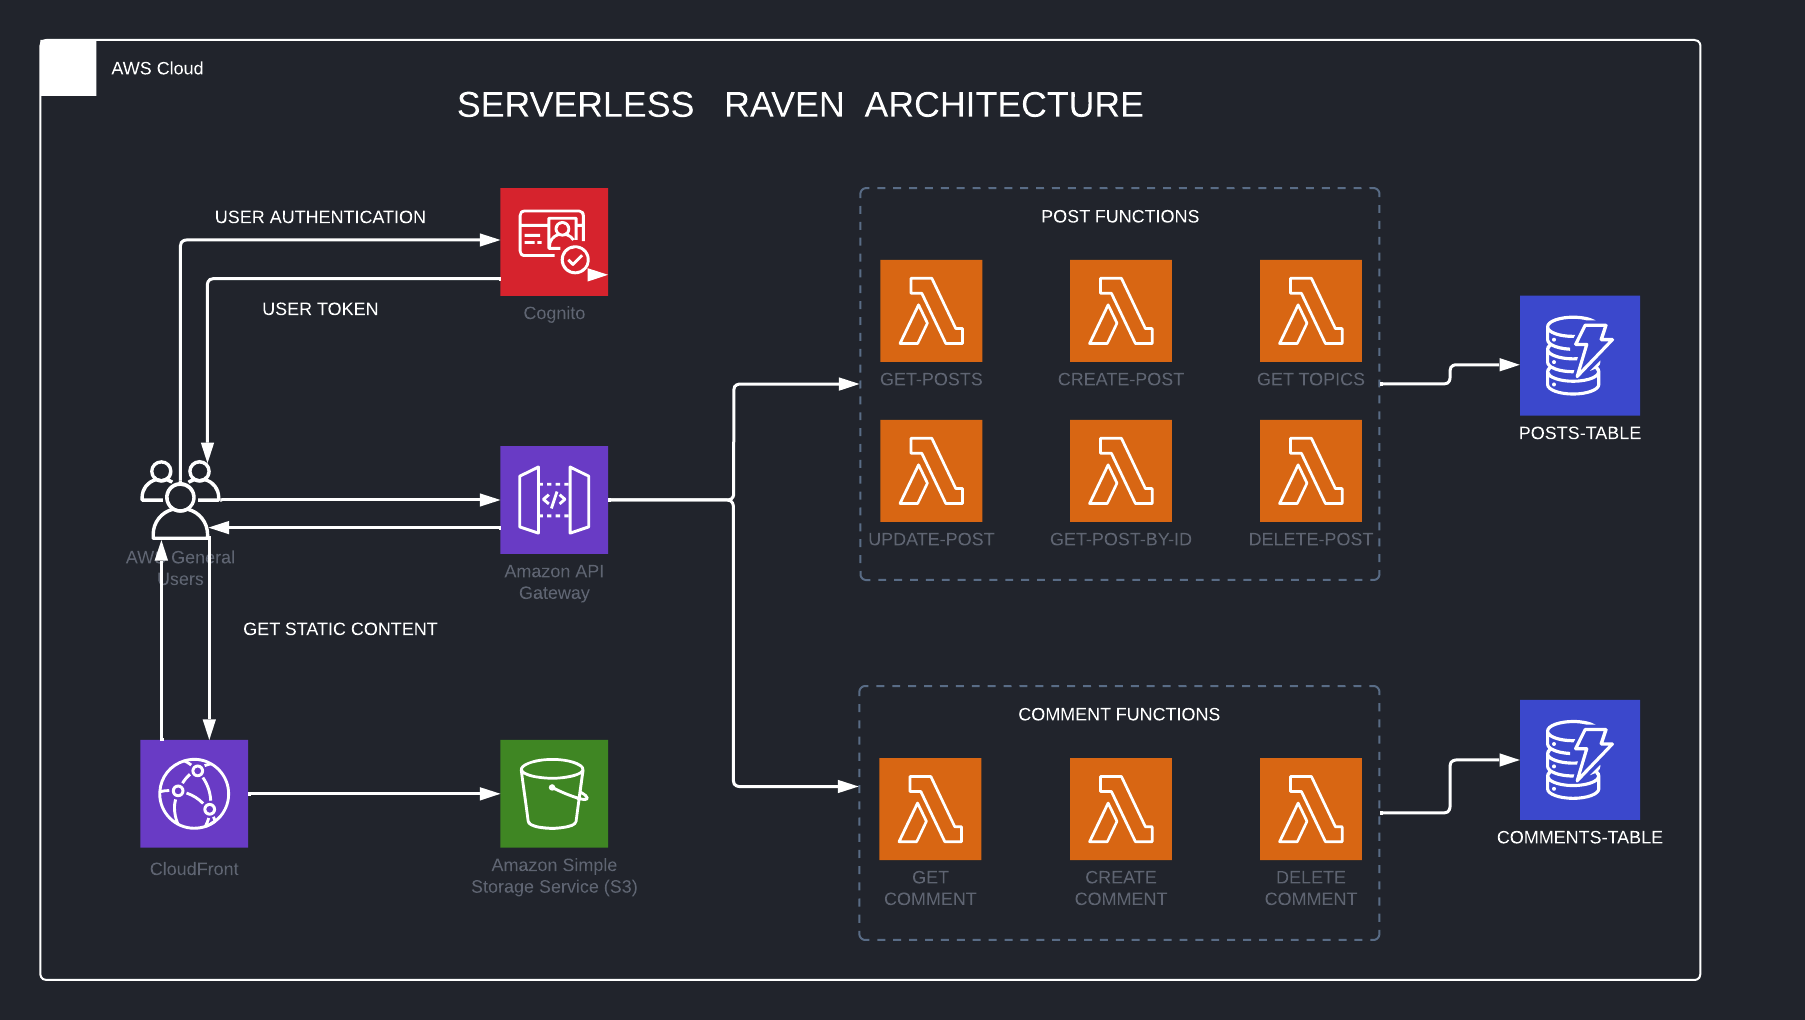 AWS Cloud
SERVERLESS RAVEN ARCHITECTURE
USER AUTHENTICATION
USER TOKEN
Cognito
AWS General
Users
Amazon API
Gateway
GET STATIC CONTENT
CloudFront
Amazon Simple
Storage Service (S3)
POST FUNCTIONS
GET-POSTS
CREATE-POST
GET TOPICS
UPDATE-POST
GET-POST-BY-ID
DELETE-POST
POSTS-TABLE
COMMENT FUNCTIONS
GET
COMMENT
CREATE
COMMENT
DELETE
COMMENT
COMMENTS-TABLE